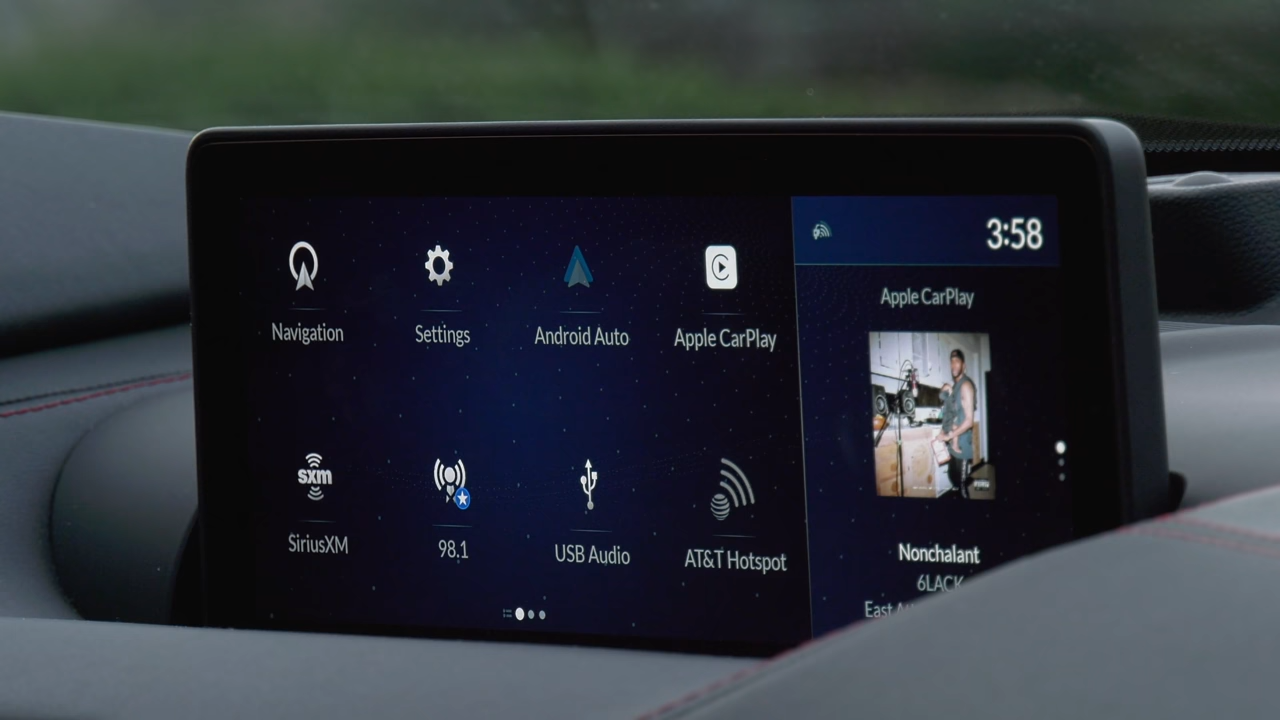 3:58
Navigation
Settings
Android Auto
Apple CarPlay
Apple CarPlay
sxm
SiriusXM
98.1
USB Audio
AT&T Hotspot
Nonchalant
6LACK
East